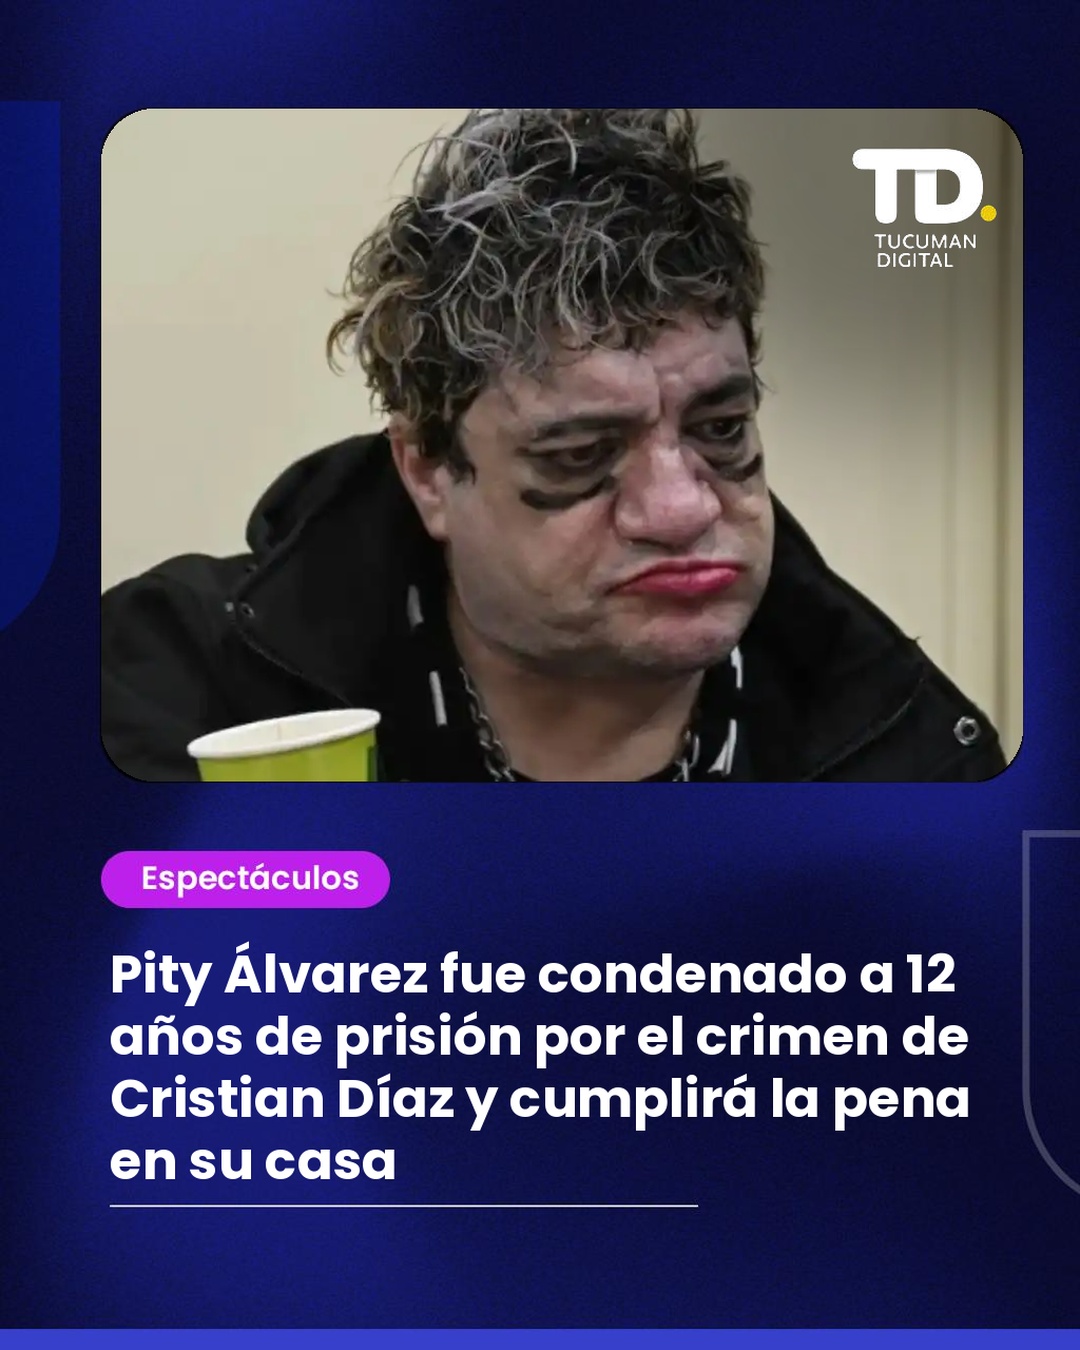 TD.
TUCUMAN
DIGITAL
Espectáculos
Pity Álvarez fue condenado a 12
años de prisión por el crimen de
Cristian Díaz y cumplirá la pena
en su casa